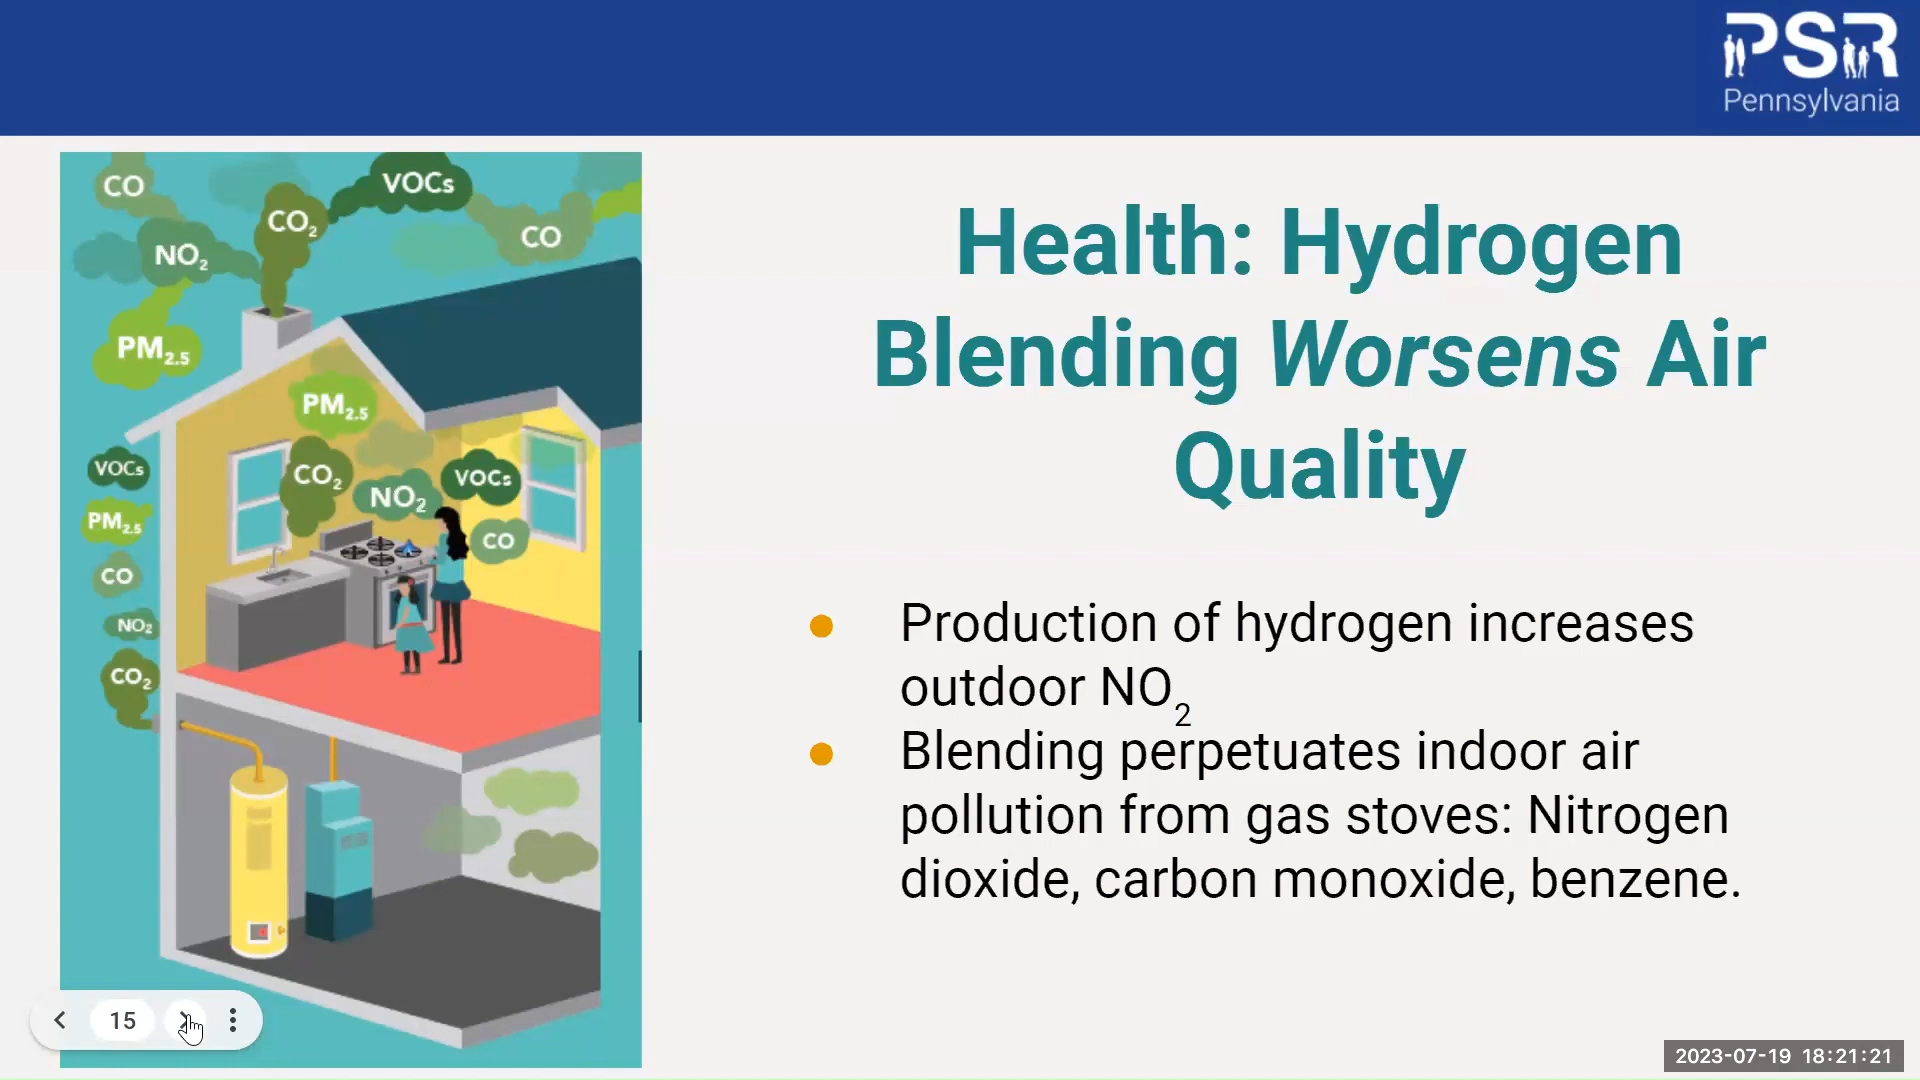 PSR
Pennsylvania
CO
VOCs
CO₂
CO
NO₂
PM₂.₅
PM₂.₅
VOCs
CO₂
VOCs
NO₂
PM₂.₅
CO
CO
NO₂
CO₂
Health: Hydrogen
Blending Worsens Air
Quality
● Production of hydrogen increases
outdoor NO₂
● Blending perpetuates indoor air
pollution from gas stoves: Nitrogen
dioxide, carbon monoxide, benzene.
15
2023-07-19 18:21:21